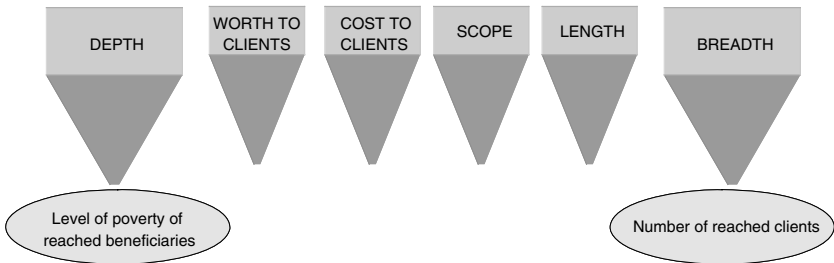 DEPTH
WORTH TO
CLIENTS
COST TO
CLIENTS
SCOPE
LENGTH
BREADTH
Level of poverty of
reached beneficiaries
Number of reached clients